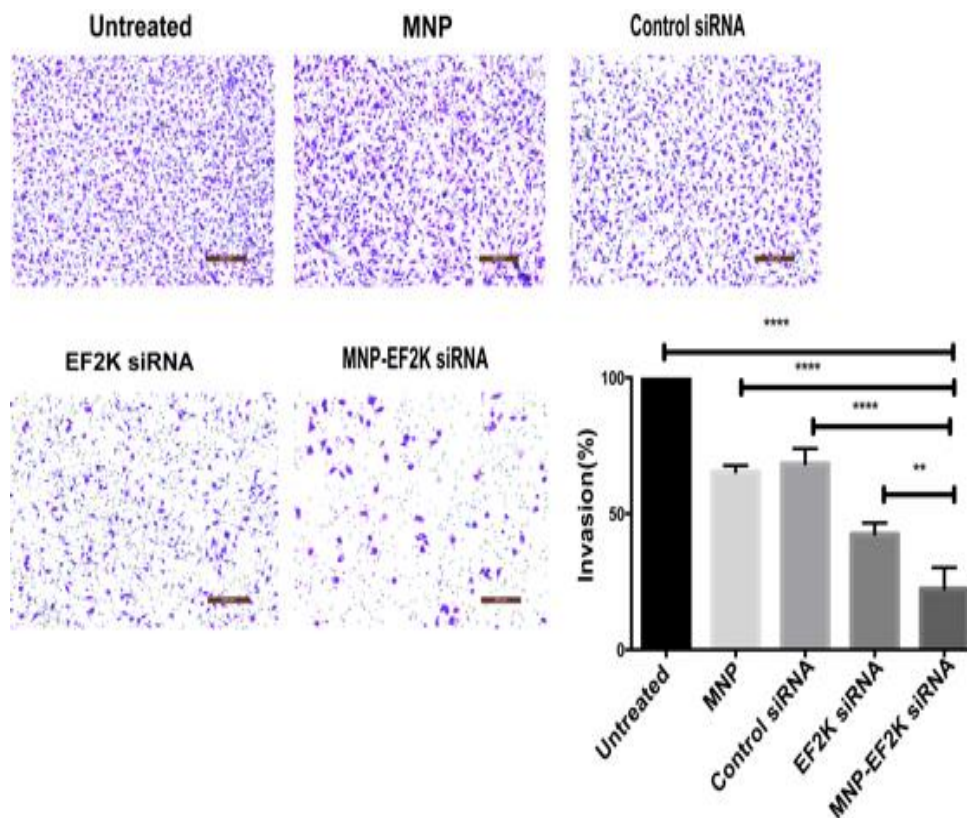 Untreated
MNP
Control siRNA
EF2K siRNA
MNP-EF2K siRNA
****
****
****
**
100
50
0
Invasion(%)
Untreated
MNP
Control siRNA
EF2K siRNA
MNP-EF2K siRNA